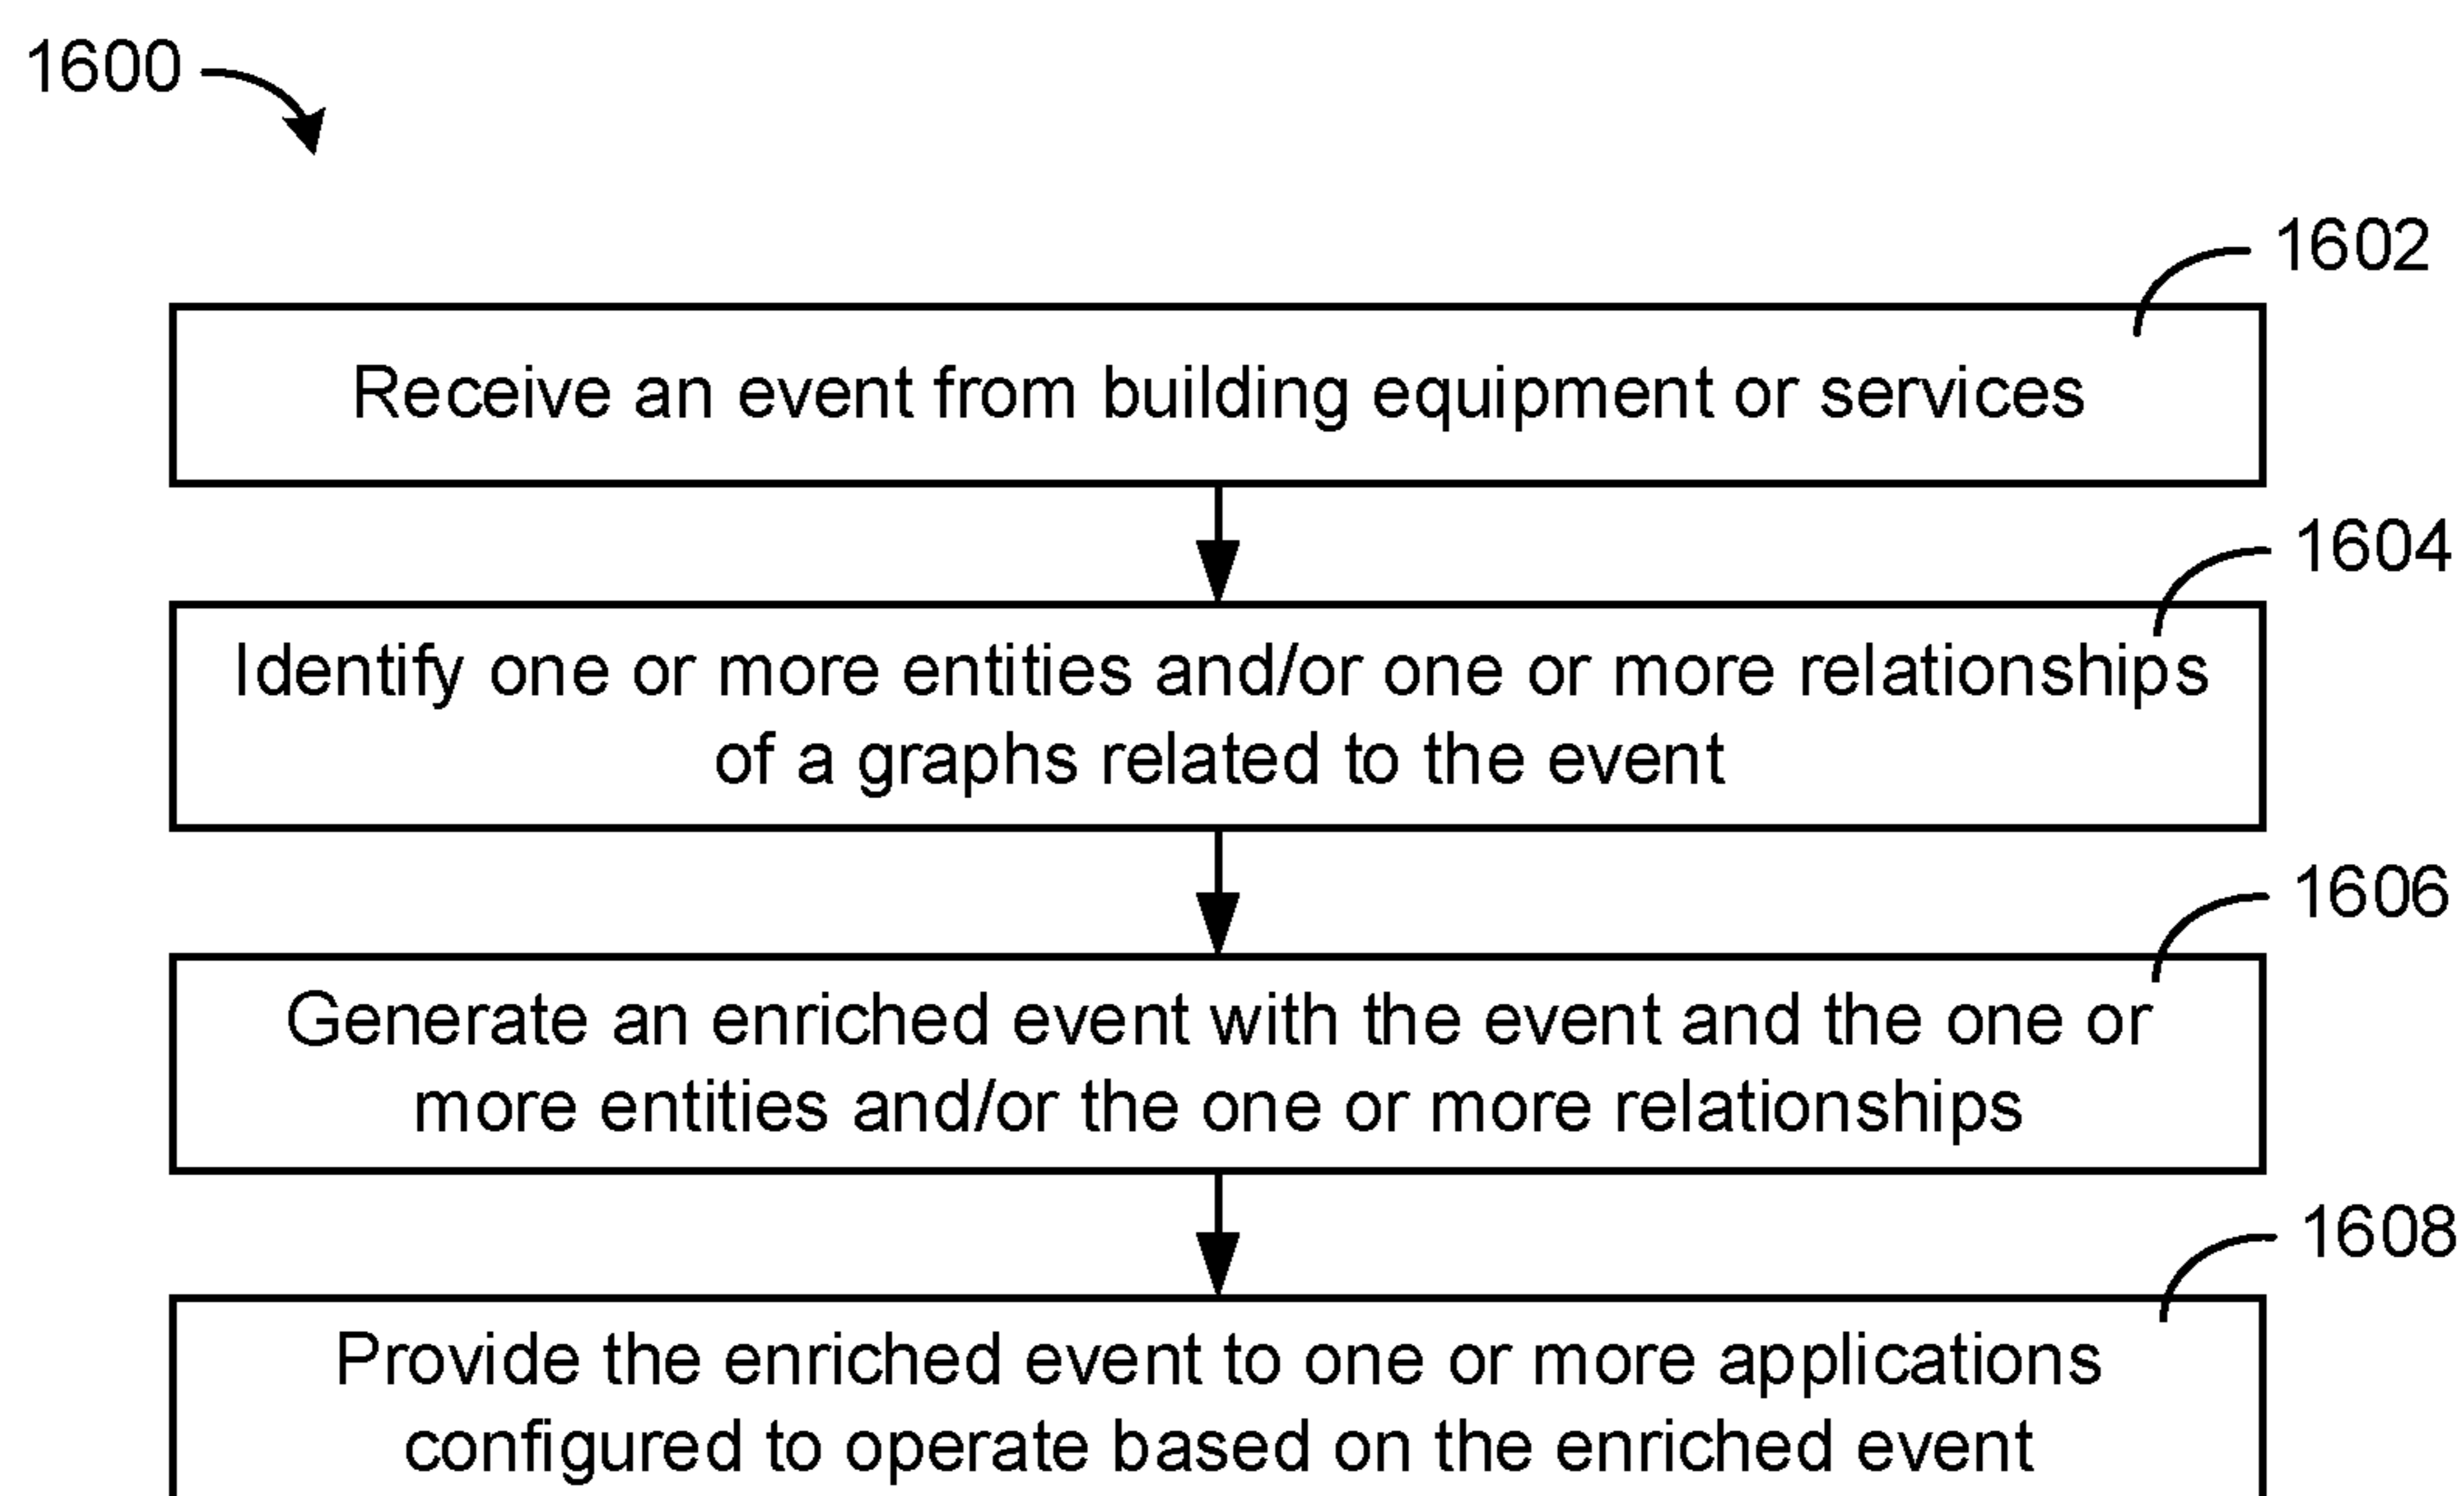 1600
1602
Receive an event from building equipment or services
1604
Identify one or more entities and/or one or more relationships
of a graphs related to the event
1606
Generate an enriched event with the event and the one or
more entities and/or the one or more relationships
1608
Provide the enriched event to one or more applications
configured to operate based on the enriched event